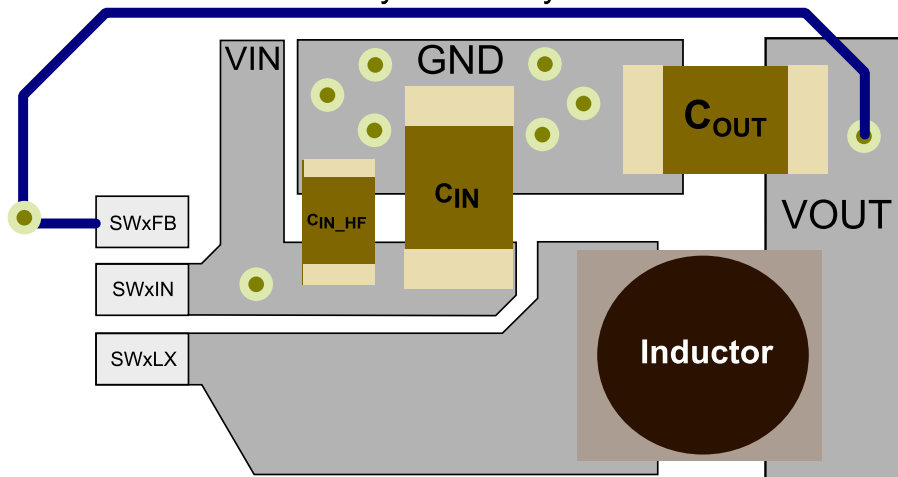 VIN
GND
COUT
CIN
CIN_HF
SWxFB
VOUT
SWxIN
SWxLX
Inductor